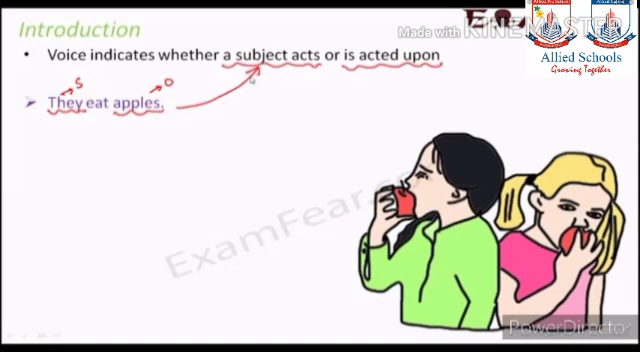 Introduction
Made with KINEMASTER
Allied Schools
Growing Together
• Voice indicates whether a subject acts or is acted upon
S
O
➢ They eat apples.
ExamFear.co
PowerDirector